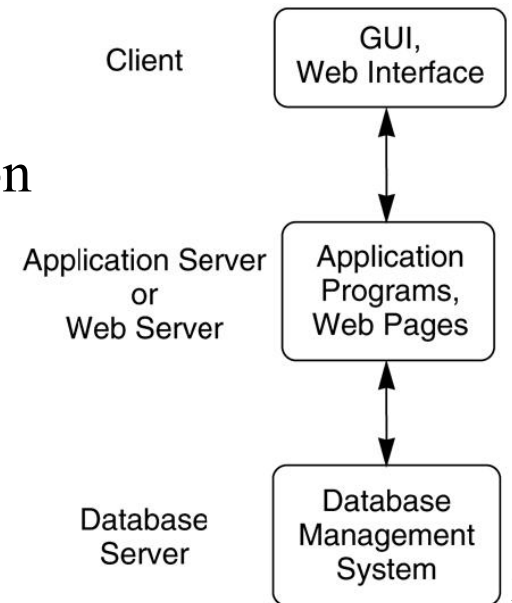 Client
GUI,
Web Interface
n
Application Server
or
Web Server
Application
Programs,
Web Pages
Database
Server
Database
Management
System